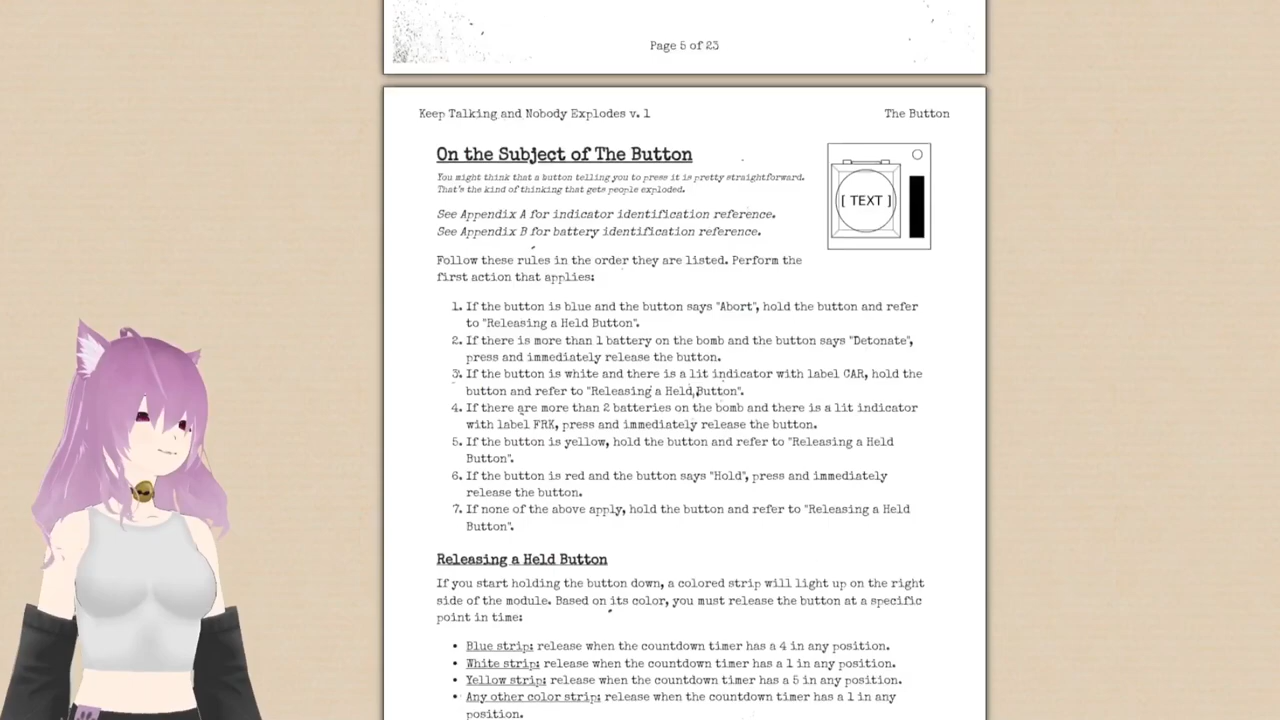 Page 5 of 23
Keep Talking and Nobody Explodes v. 1
The Button
On the Subject of The Button
You might think that a button telling you to press it is pretty straightforward.
That's the kind of thinking that gets people exploded.
[ TEXT ]
See Appendix A for indicator identification reference.
See Appendix B for battery identification reference.
Follow these rules in the order they are listed. Perform the
first action that applies:
1. If the button is blue and the button says "Abort", hold the button and refer
to "Releasing a Held Button".
2. If there is more than 1 battery on the bomb and the button says "Detonate",
press and immediately release the button.
3. If the button is white and there is a lit indicator with label CAR, hold the
button and refer to "Releasing a Held Button".
4. If there are more than 2 batteries on the bomb and there is a lit indicator
with label FRK, press and immediately release the button.
5. If the button is yellow, hold the button and refer to "Releasing a Held
Button".
6. If the button is red and the button says "Hold", press and immediately
release the button.
7. If none of the above apply, hold the button and refer to "Releasing a Held
Button".
Releasing a Held Button
If you start holding the button down, a colored strip will light up on the right
side of the module. Based on its color, you must release the button at a specific
point in time:
• Blue strip: release when the countdown timer has a 4 in any position.
• White strip: release when the countdown timer has a 1 in any position.
• Yellow strip: release when the countdown timer has a 5 in any position.
• Any other color strip: release when the countdown timer has a 1 in any
position.